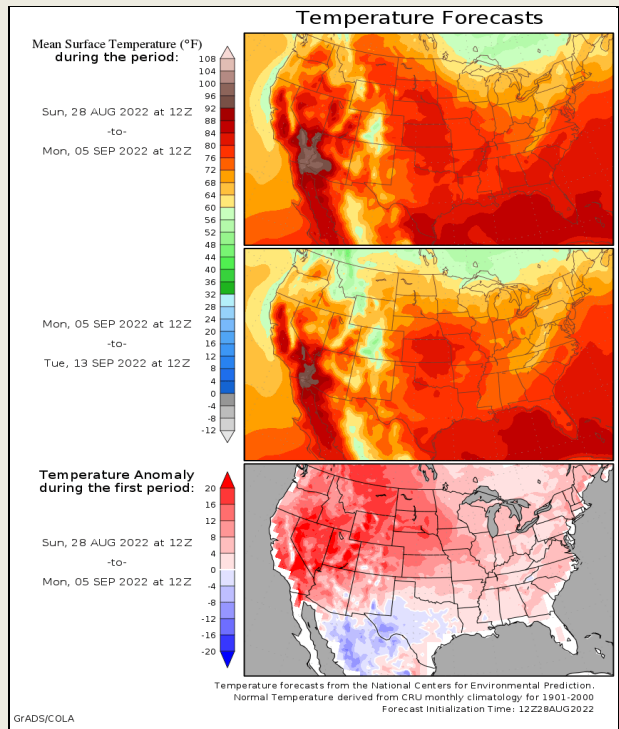 Temperature Forecasts
Mean Surface Temperature (°F)
during the period:
108
104
100
96
92
88
84
80
76
72
68
64
60
56
52
48
44
40
36
32
28
24
20
16
12
8
4
0
-4
-8
-12
Sun, 28 AUG 2022 at 12Z
-to-
Mon, 05 SEP 2022 at 12Z
Mon, 05 SEP 2022 at 12Z
-to-
Tue, 13 SEP 2022 at 12Z
Temperature Anomaly
during the first period:
20
16
12
8
4
0
-4
-8
-12
-16
-20
Sun, 28 AUG 2022 at 12Z
-to-
Mon, 05 SEP 2022 at 12Z
Temperature forecasts from the National Centers for Environmental Prediction.
Normal Temperature derived from CRU monthly climatology for 1901-2000
Forecast Initialization Time: 12Z28AUG2022
GrADS/COLA